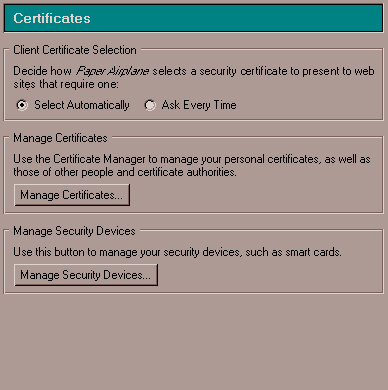 Certificates
Client Certificate Selection
Decide how Paper Airplane selects a security certificate to present to web
sites that require one:
Select Automatically Ask Every Time
Manage Certificates
Use the Certificate Manager to manage your personal certificates, as well as
those of other people and certificate authorities.
Manage Certificates...
Manage Security Devices
Use this button to manage your security devices, such as smart cards.
Manage Security Devices...